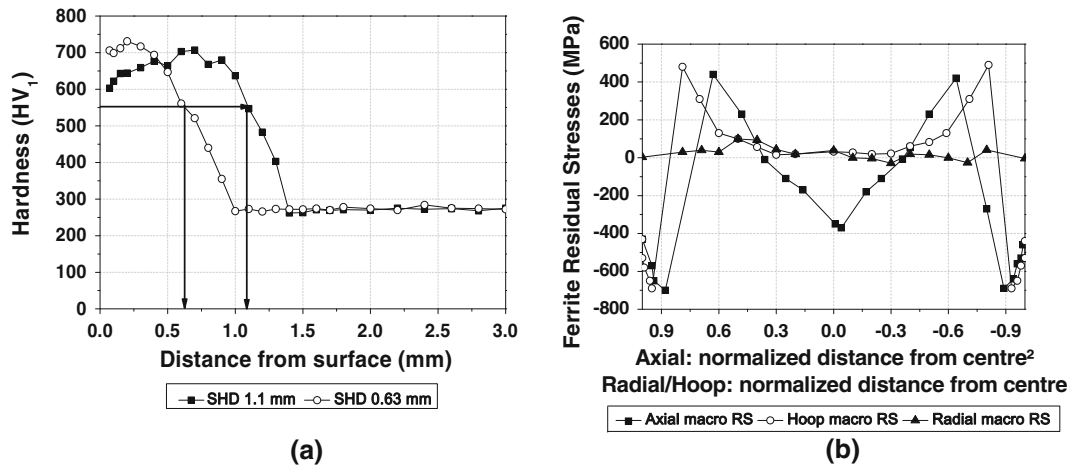 800
700
600
500
400
300
200
100
0
Hardness (HV₁)
0.0 0.5 1.0 1.5 2.0 2.5 3.0
Distance from surface (mm)
SHD 1.1 mm SHD 0.63 mm
(a)
600
400
200
0
-200
-400
-600
-800
Ferrite Residual Stresses (MPa)
0.9 0.6 0.3 0.0 -0.3 -0.6 -0.9
Axial: normalized distance from centre²
Radial/Hoop: normalized distance from centre
Axial macro RS Hoop macro RS Radial macro RS
(b)